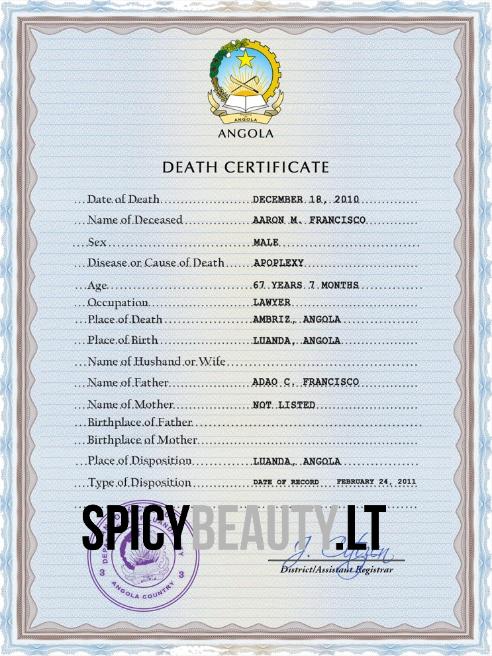 ANGOLA
ANGOLA
DEATH CERTIFICATE
Date of Death DECEMBER 18, 2010
Name of Deceased AARON M. FRANCISCO
Sex MALE
Disease or Cause of Death APOPLEXY
Age 67 YEARS 7 MONTHS
Occupation LAWYER
Place of Death AMBRIZ, ANGOLA
Place of Birth LUANDA, ANGOLA
Name of Husband or Wife
Name of Father ADAO C. FRANCISCO
Name of Mother NOT LISTED
Birthplace of Father
Birthplace of Mother
Place of Disposition LUANDA, ANGOLA
Type of Disposition DATE OF RECORD FEBRUARY 24, 2011
SPICYBEAUTY.LT
ANGOLA COUNTRY
District/Assistant Registrar